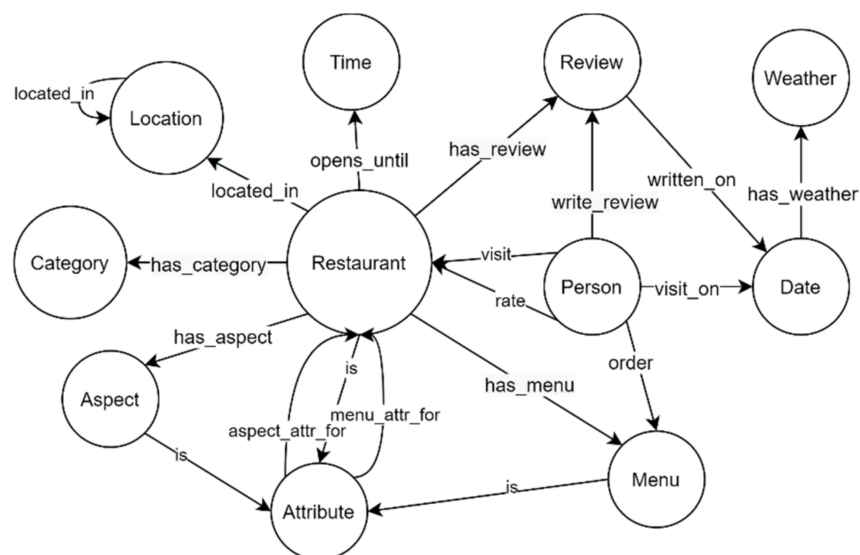 Time
Review
Weather
located_in
Location
has_review
opens_until
written_on
located_in
has_weather
write_review
Category
has_category
Restaurant
visit
Person
visit_on
Date
rate
has_aspect
is
order
has_menu
Aspect
menu_attr_for
aspect_attr_for
is
Menu
is
Attribute